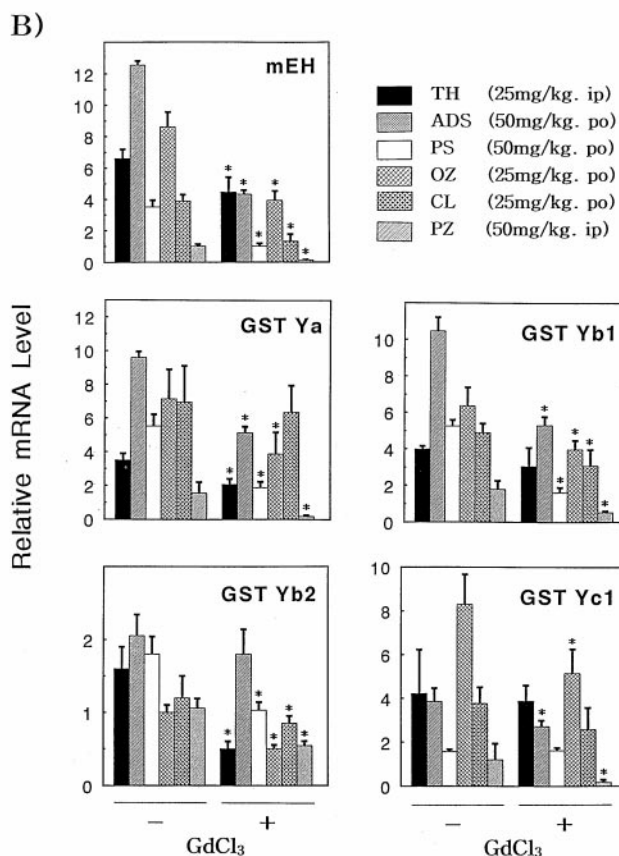 B)
mEH
12
10
8
6
4
2
0
* * * * * *
TH (25mg/kg. ip)
ADS (50mg/kg. po)
PS (50mg/kg. po)
OZ (25mg/kg. po)
CL (25mg/kg. po)
PZ (50mg/kg. ip)
Relative mRNA Level
GST Ya
12
10
8
6
4
2
0
* * * * *
GST Yb1
10
8
6
4
2
0
* * * * *
GST Yb2
2
1
0
* * * * *
GST Yc1
10
8
6
4
2
0
* * *
− +
GdCl₃
− +
GdCl₃